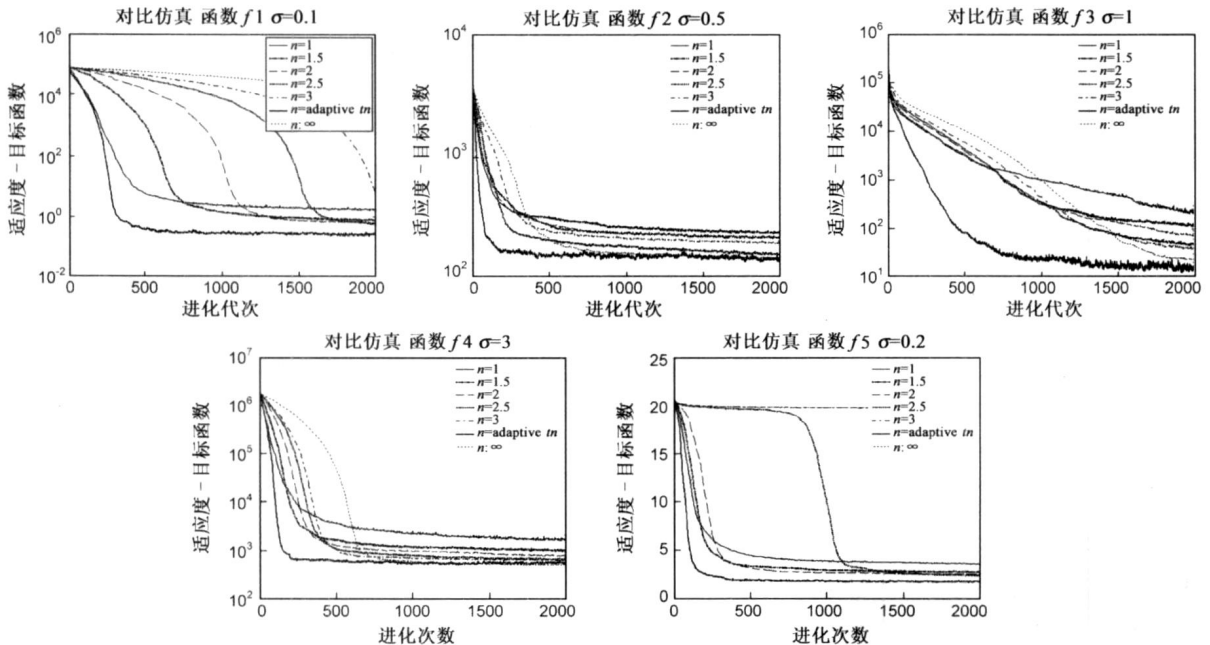 对比仿真 函数 f1 σ=0.1
适应度－目标函数
10^6
10^4
10^2
10^0
10^-2
0 500 1000 1500 2000
进化代次
n=1
n=1.5
n=2
n=2.5
n=3
n=adaptive tn
n: ∞
对比仿真 函数 f2 σ=0.5
适应度－目标函数
10^4
10^3
10^2
0 500 1000 1500 2000
进化代次
n=1
n=1.5
n=2
n=2.5
n=3
n=adaptive tn
n: ∞
对比仿真 函数 f3 σ=1
适应度－目标函数
10^6
10^5
10^4
10^3
10^2
10^1
0 500 1000 1500 2000
进化代次
n=1
n=1.5
n=2
n=2.5
n=3
n=adaptive tn
n: ∞
对比仿真 函数 f4 σ=3
适应度－目标函数
10^7
10^6
10^5
10^4
10^3
10^2
0 500 1000 1500 2000
进化次数
n=1
n=1.5
n=2
n=2.5
n=3
n=adaptive tn
n: ∞
对比仿真 函数 f5 σ=0.2
适应度－目标函数
25
20
15
10
5
0
0 500 1000 1500 2000
进化次数
n=1
n=1.5
n=2
n=2.5
n=3
n=adaptive tn
n: ∞